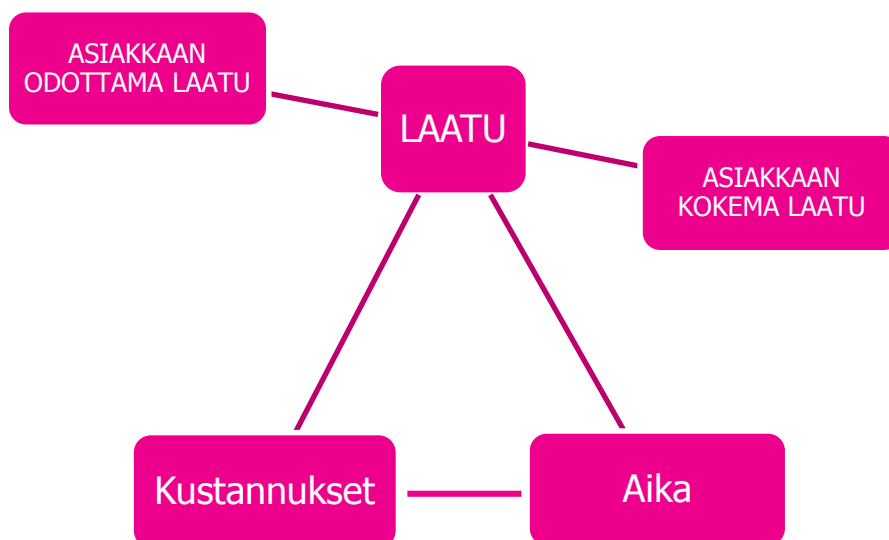 ASIAKKAAN
ODOTTAMA LAATU
LAATU
ASIAKKAAN
KOKEMA LAATU
Kustannukset
Aika